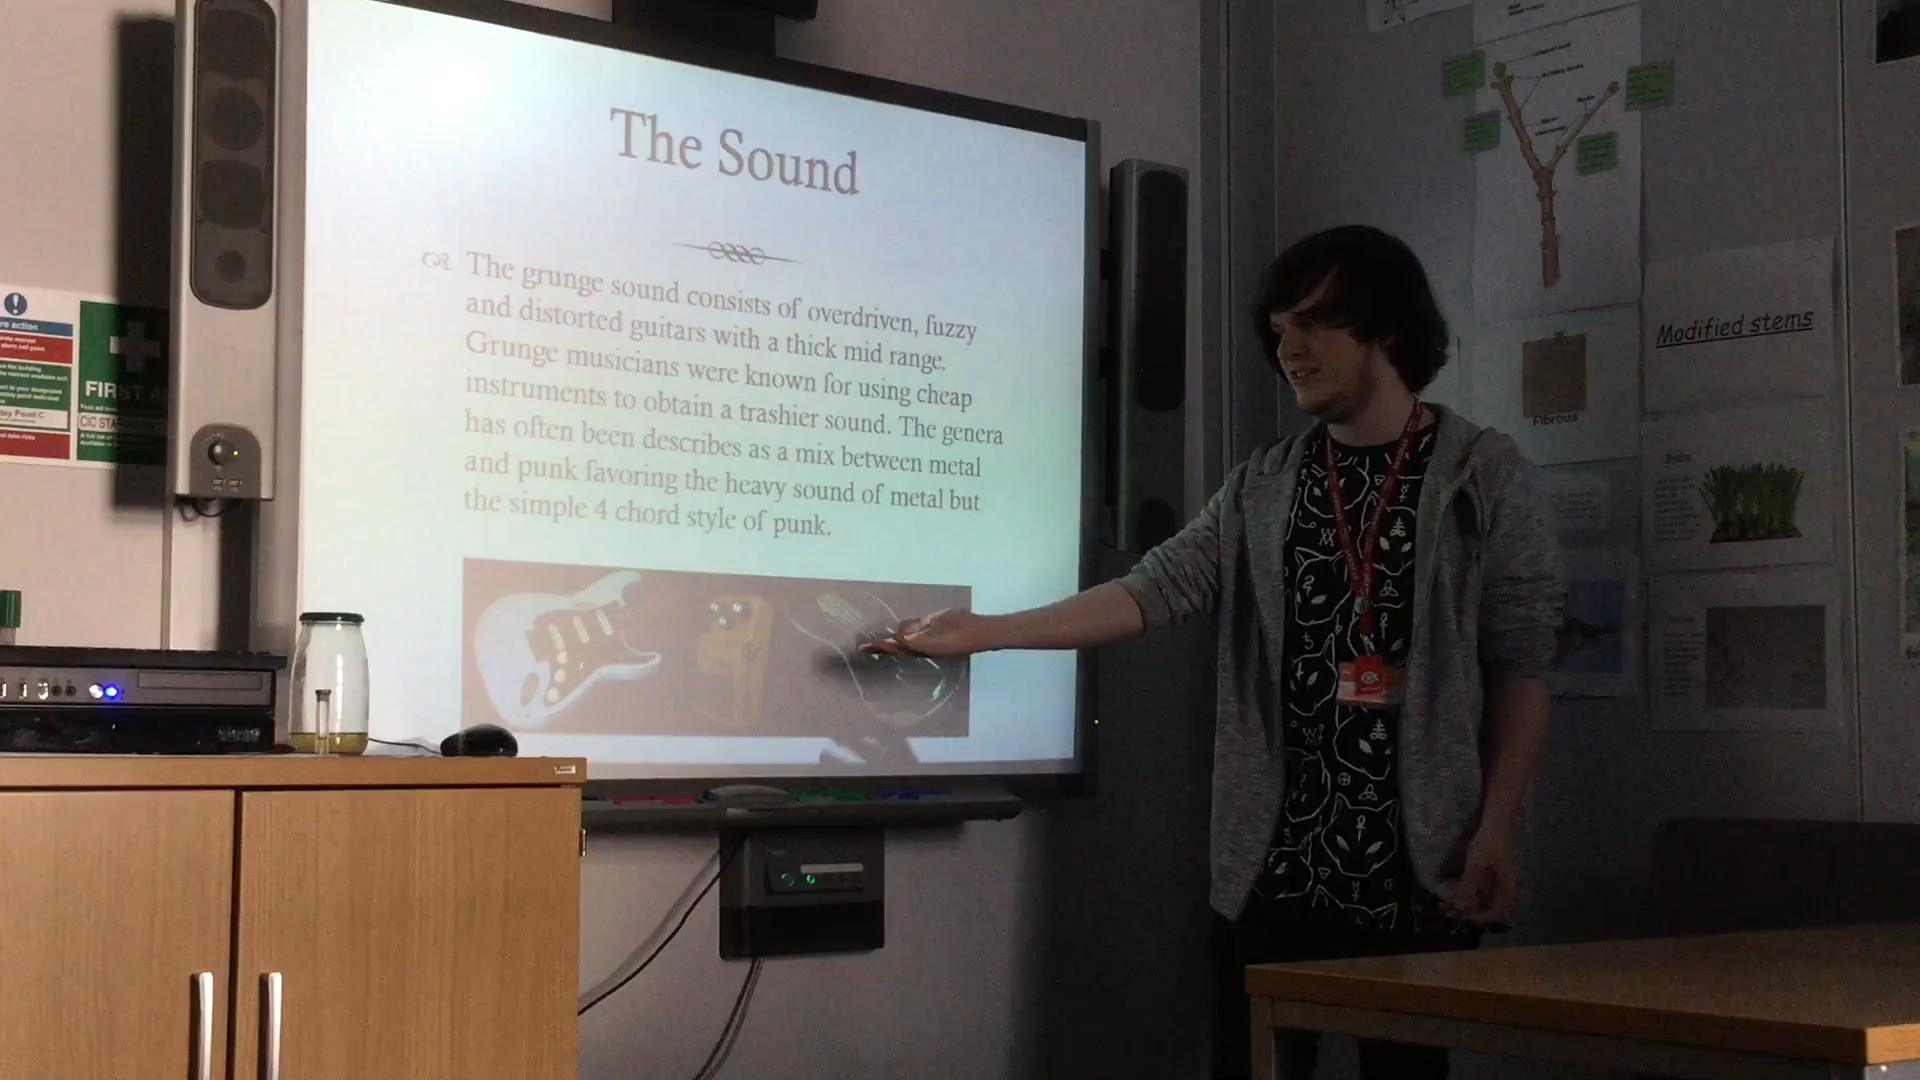 The Sound
The grunge sound consists of overdriven, fuzzy
and distorted guitars with a thick mid range.
Grunge musicians were known for using cheap
instruments to obtain a trashier sound. The genera
has often been describes as a mix between metal
and punk favoring the heavy sound of metal but
the simple 4 chord style of punk.
action
FIRST A
Point C
Modified stems
Fibrous